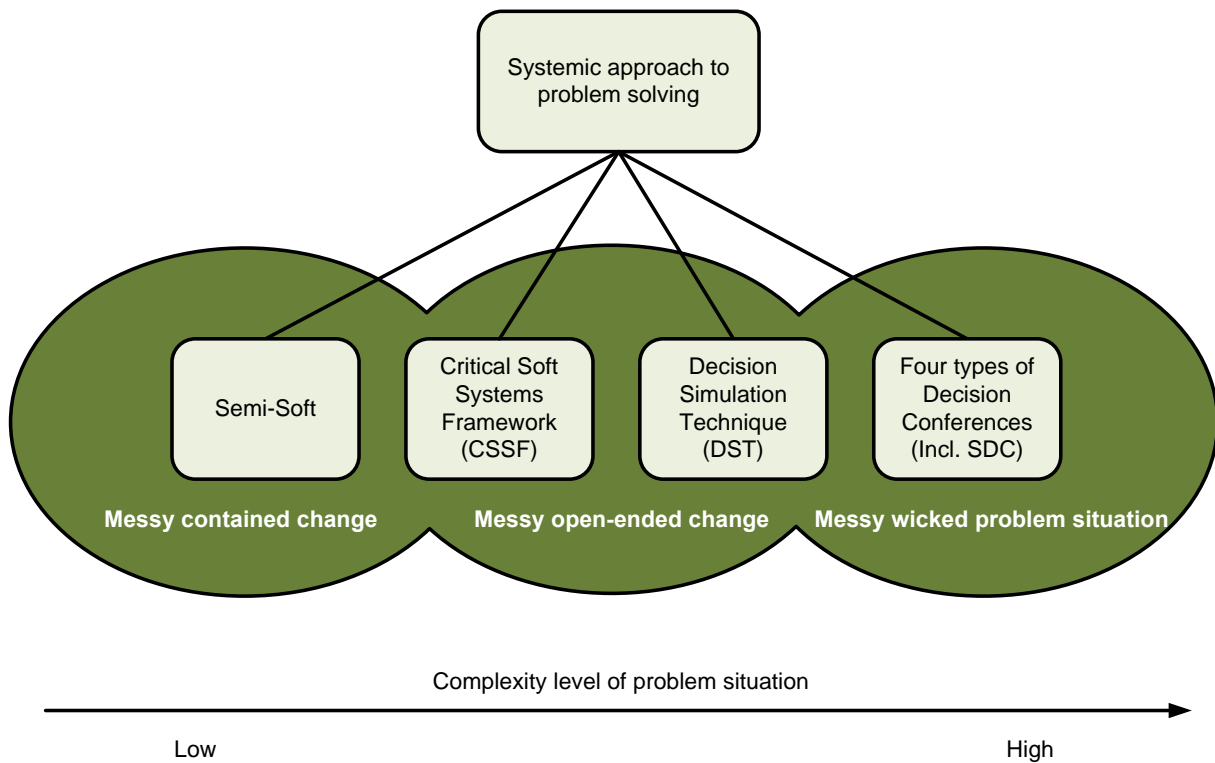 Systemic approach to
problem solving
Semi-Soft
Critical Soft
Systems
Framework
(CSSF)
Decision
Simulation
Technique
(DST)
Four types of
Decision
Conferences
(Incl. SDC)
Messy contained change
Messy open-ended change
Messy wicked problem situation
Complexity level of problem situation
Low
High